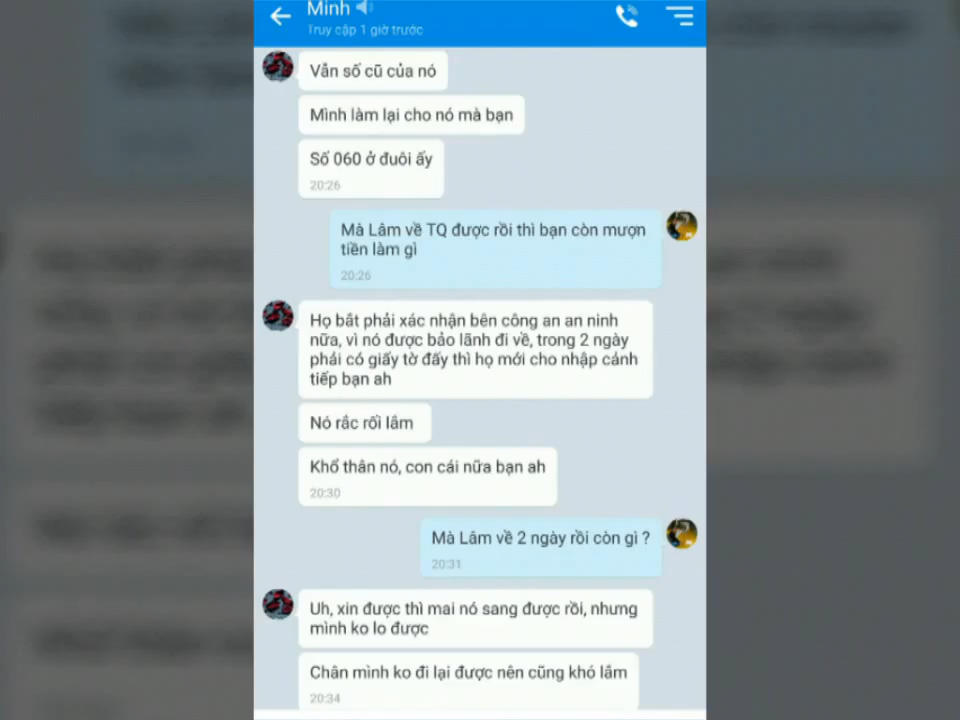 Minh
Truy cập 1 giờ trước
Vẫn số cũ của nó
Mình làm lại cho nó mà bạn
Số 060 ở đuôi ấy
20:26
Mà Lâm về TQ được rồi thì bạn còn mượn
tiền làm gì
20:26
Họ bắt phải xác nhận bên công an an ninh
nữa, vì nó được bảo lãnh đi về, trong 2 ngày
phải có giấy tờ đấy thì họ mới cho nhập cảnh
tiếp bạn ah
Nó rắc rối lắm
Khổ thân nó, con cái nữa bạn ah
20:30
Mà Lâm về 2 ngày rồi còn gì ?
20:31
Uh, xin được thì mai nó sang được rồi, nhưng
mình ko lo được
Chân mình ko đi lại được nên cũng khó lắm
20:34